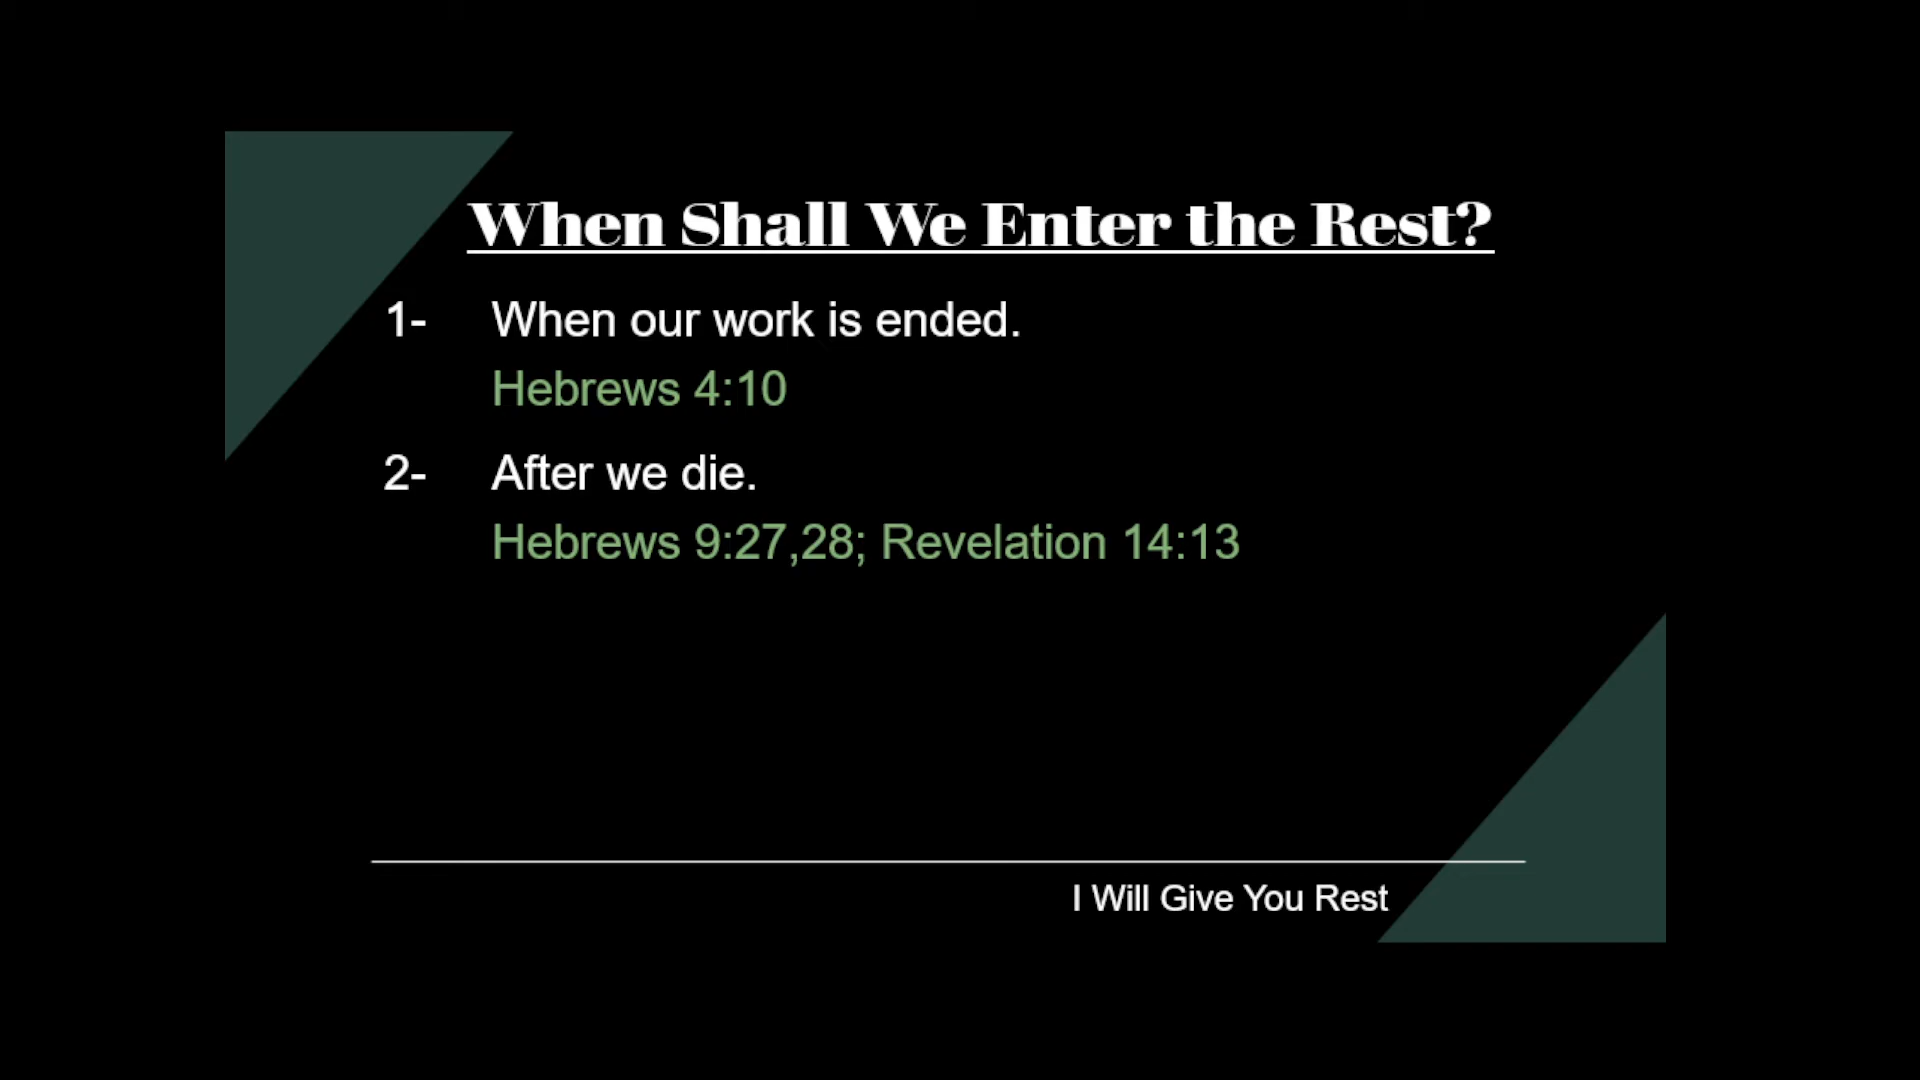 When Shall We Enter the Rest?
1- When our work is ended.
Hebrews 4:10
2- After we die.
Hebrews 9:27,28; Revelation 14:13
I Will Give You Rest